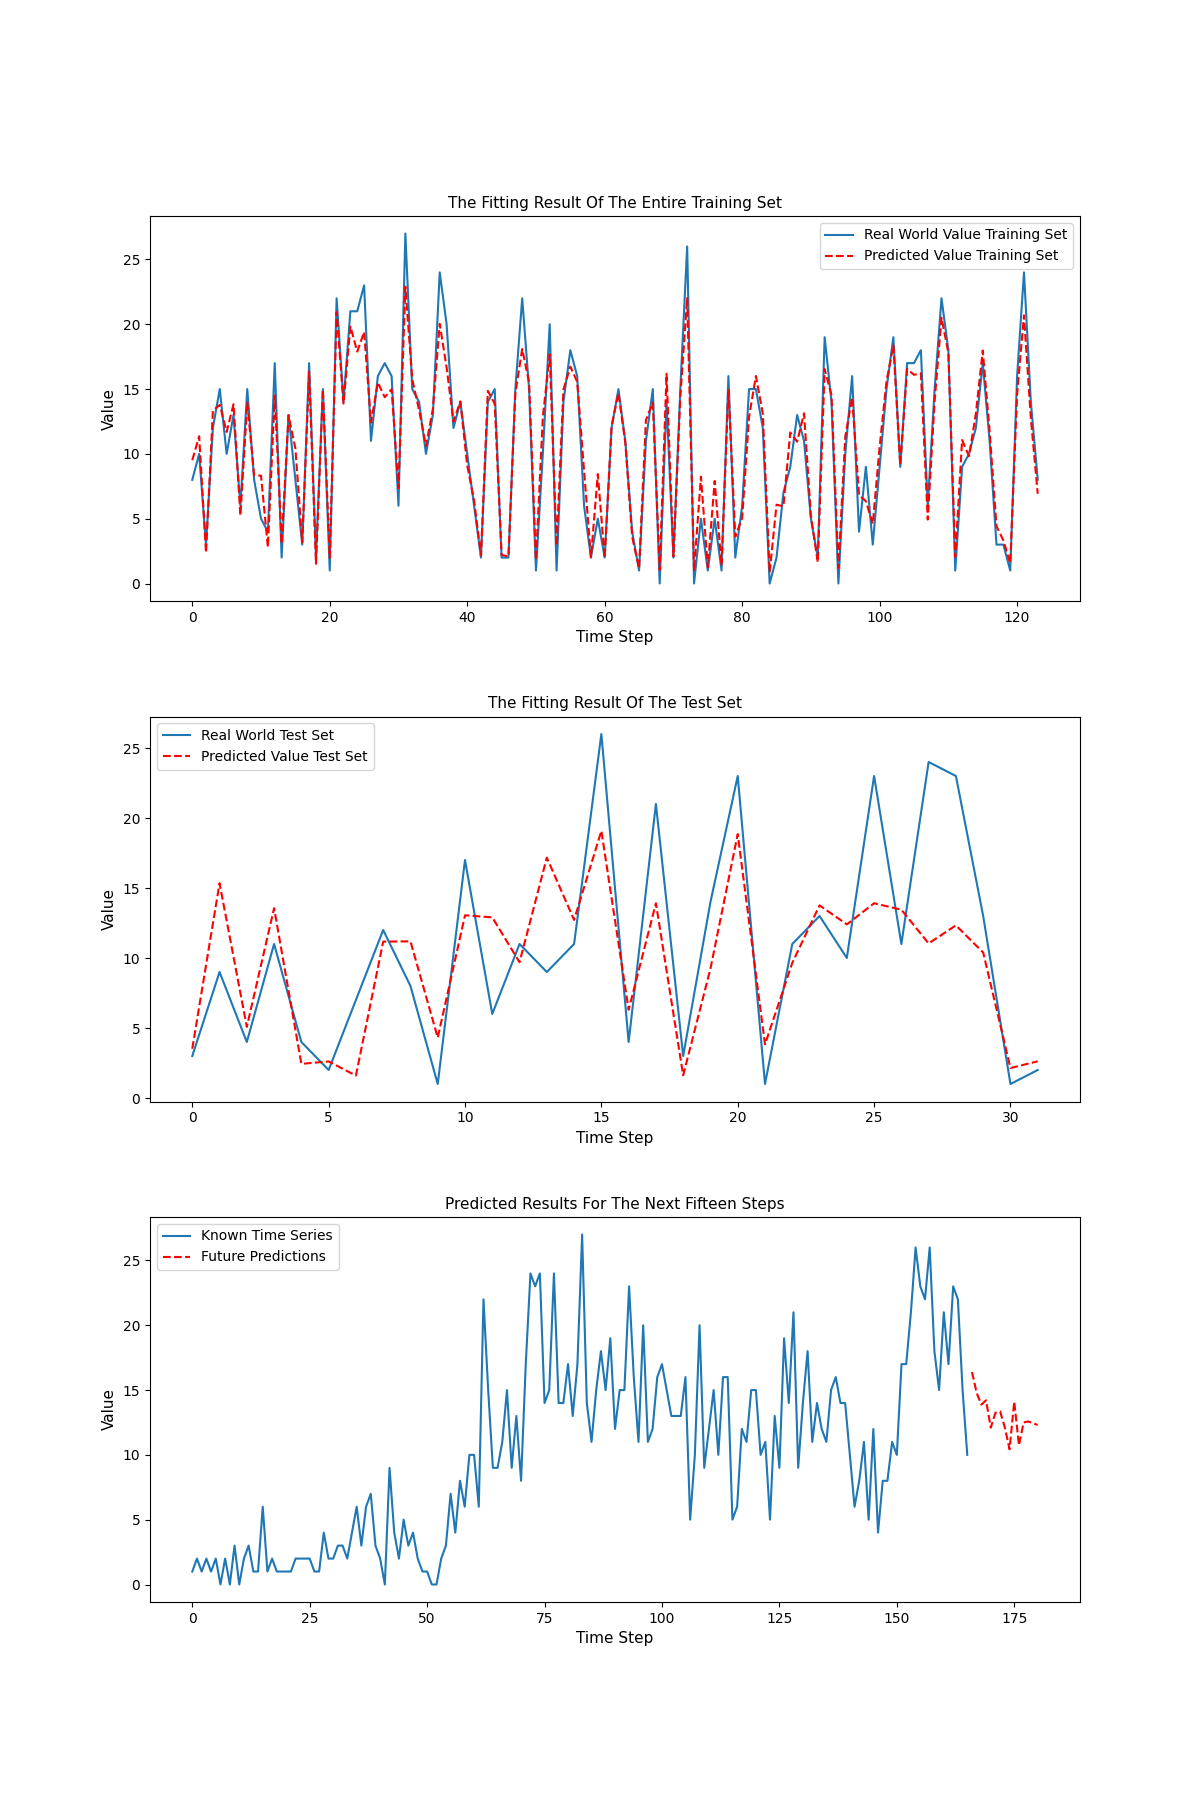 The Fitting Result Of The Entire Training Set
Real World Value Training Set
Predicted Value Training Set
25
20
15
10
5
0
Value
0 20 40 60 80 100 120
Time Step
The Fitting Result Of The Test Set
Real World Test Set
Predicted Value Test Set
25
20
15
10
5
0
Value
0 5 10 15 20 25 30
Time Step
Predicted Results For The Next Fifteen Steps
Known Time Series
Future Predictions
25
20
15
10
5
0
Value
0 25 50 75 100 125 150 175
Time Step